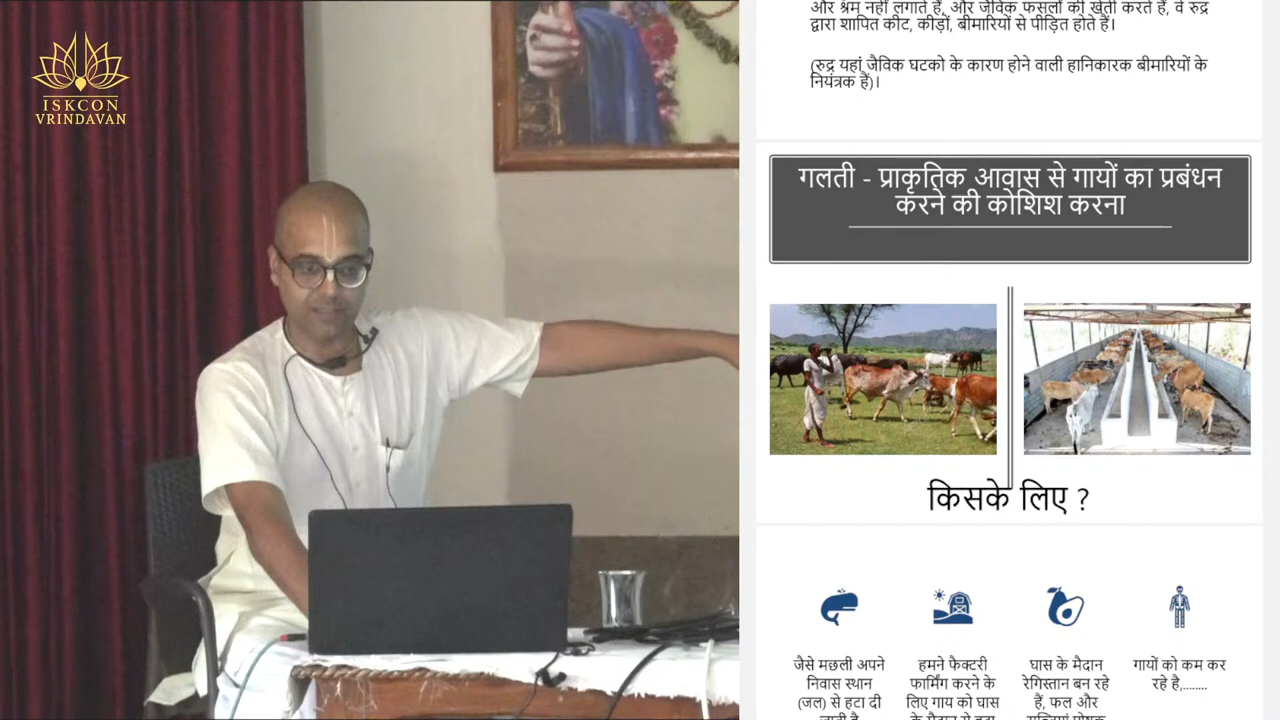 ISKCON
VRINDAVAN
और श्रम नहीं लगाते हैं, और जैविक फसलों की खेती करते हैं, वे रुद्र
द्वारा शापित कीट, कीड़ों, बीमारियों से पीड़ित होते हैं।
(रुद्र यहां जैविक घटको के कारण होने वाली हानिकारक बीमारियों के
नियंत्रक हैं)।
गलती - प्राकृतिक आवास से गायों का प्रबंधन
करने की कोशिश करना
किसके लिए ?
जैसे मछली अपने
निवास स्थान
(जल) से हटा दी
जाती है
हमने फैक्टरी
फार्मिंग करने के
लिए गाय को घास
के मैदान से हटा
घास के मैदान
रेगिस्तान बन रहे
हैं, फल और
गायों को कम कर
रहे है,........